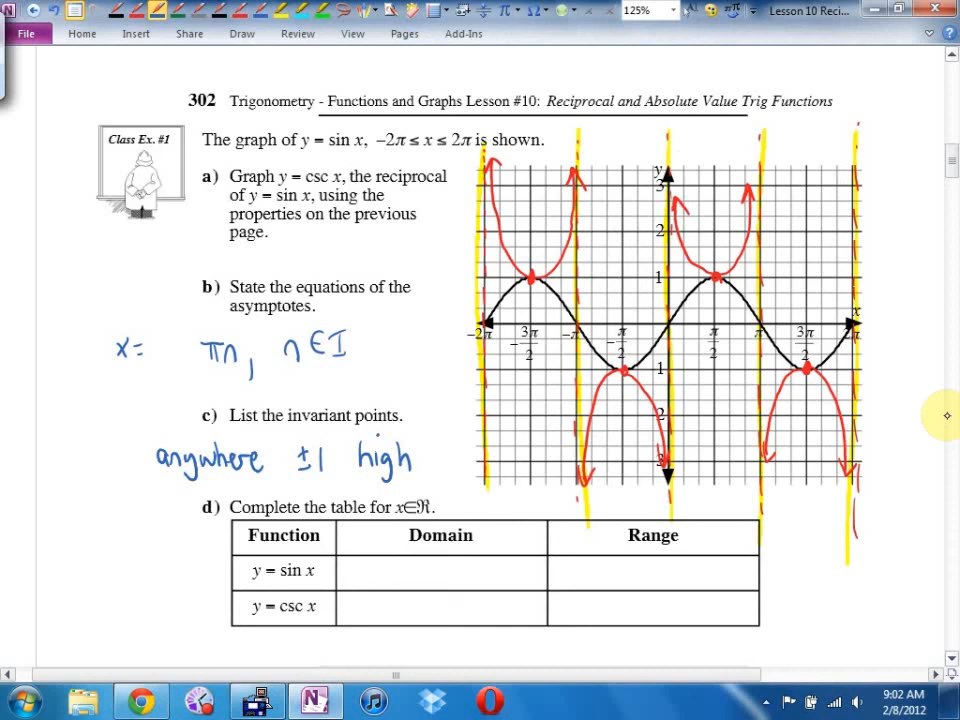 125%
Lesson 10 Reci...
File Home Insert Share Draw Review View Pages Add-Ins
302 Trigonometry - Functions and Graphs Lesson #10: Reciprocal and Absolute Value Trig Functions
Class Ex. #1
The graph of y = sin x, −2π ≤ x ≤ 2π is shown.
a) Graph y = csc x, the reciprocal
of y = sin x, using the
properties on the previous
page.
b) State the equations of the
asymptotes.
x = πn, n ∈ I
c) List the invariant points.
anywhere ±1 high
y
3
2
1
x
−2π −3π/2 −π −π/2 π/2 π 3π/2 2π
1
2
3
d) Complete the table for x∈ℜ.
Function Domain Range
y = sin x
y = csc x
9:02 AM
2/8/2012